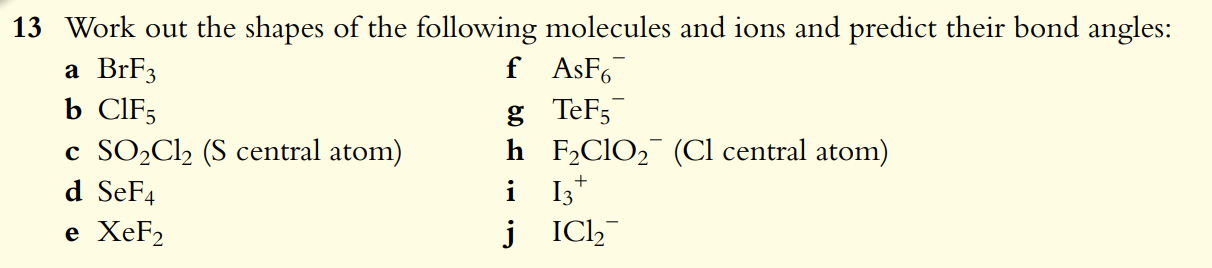 13 Work out the shapes of the following molecules and ions and predict their bond angles:
a BrF₃ f AsF₆⁻
b ClF₅ g TeF₅⁻
c SO₂Cl₂ (S central atom) h F₂ClO₂⁻ (Cl central atom)
d SeF₄ i I₃⁺
e XeF₂ j ICl₂⁻